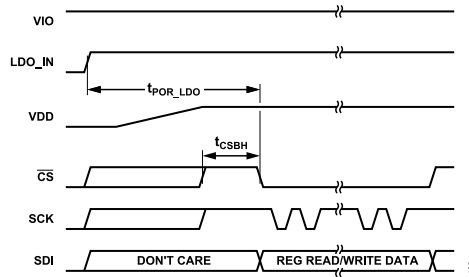 VIO
LDO_IN
tPOR_LDO
VDD
tCSBH
CS
SCK
SDI
DON'T CARE
REG READ/WRITE DATA